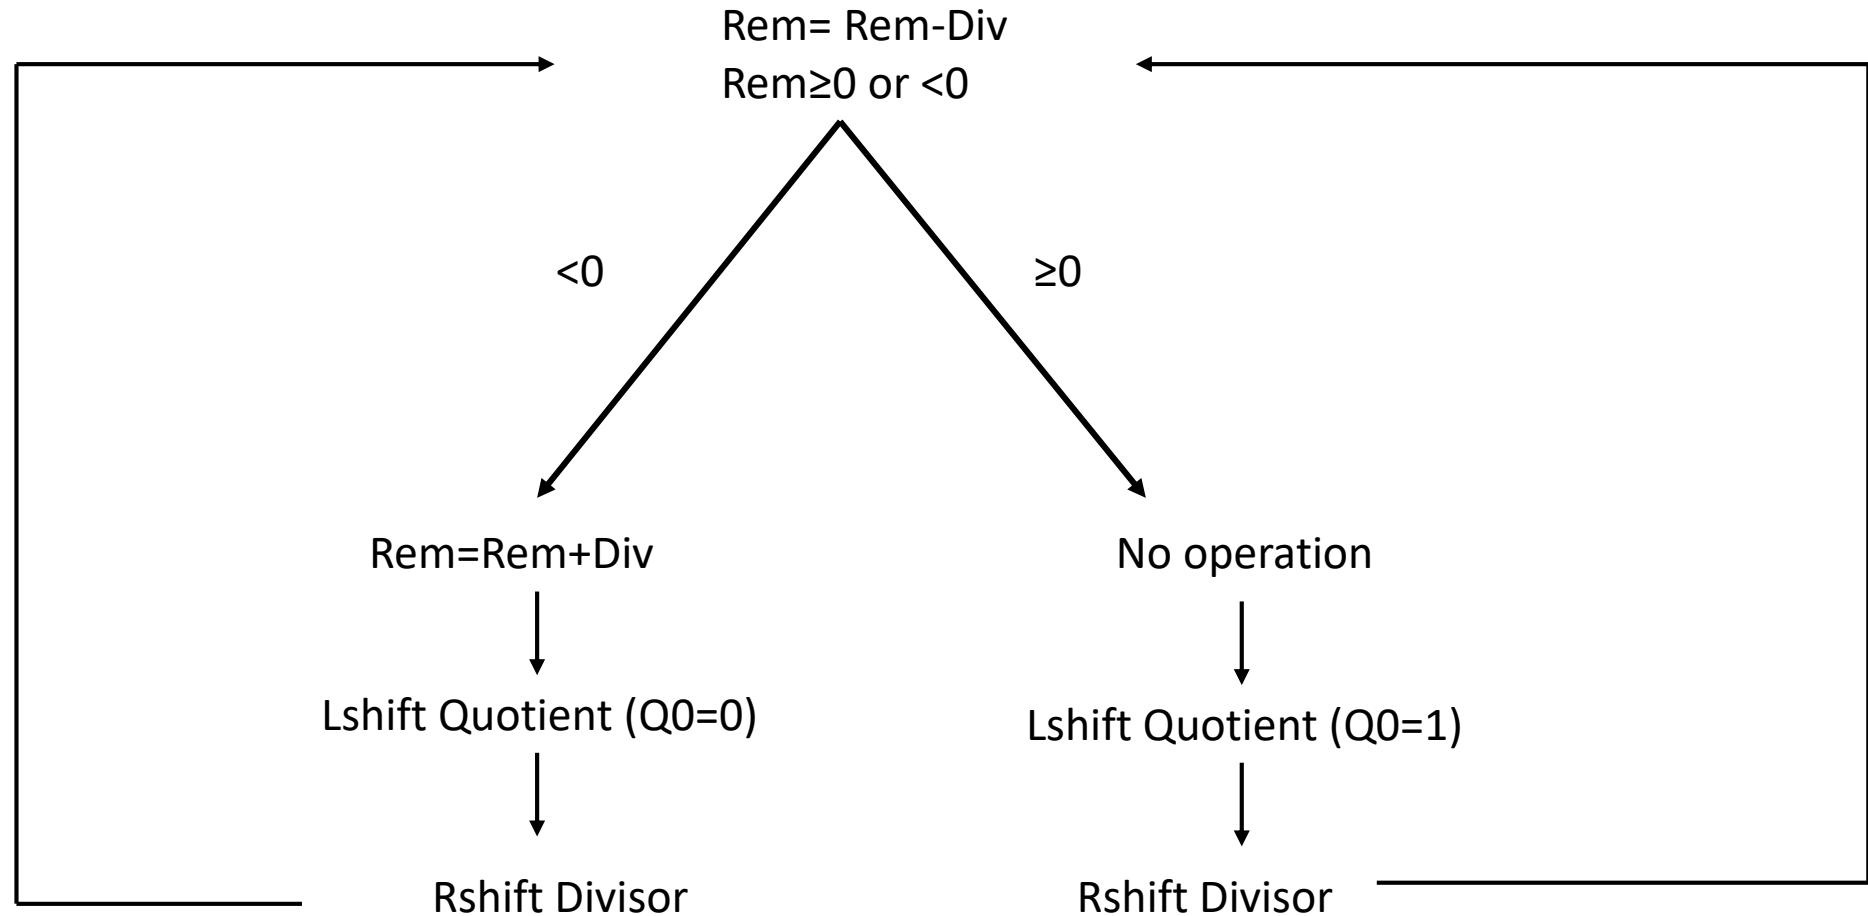 Rem= Rem-Div
Rem≥0 or <0
<0
≥0
Rem=Rem+Div
No operation
Lshift Quotient (Q0=0)
Lshift Quotient (Q0=1)
Rshift Divisor
Rshift Divisor